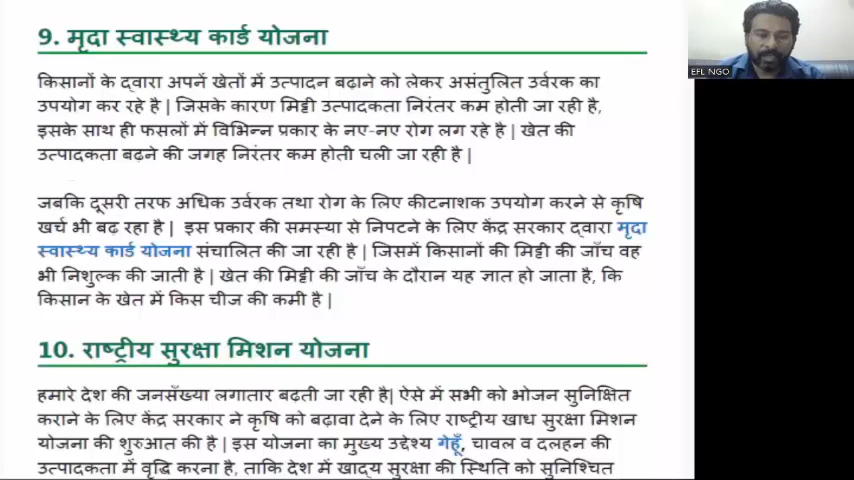 9. मृदा स्वास्थ्य कार्ड योजना
EFL NGO
किसानों के द्वारा अपनें खेतों में उत्पादन बढ़ाने को लेकर असंतुलित उर्वरक का
उपयोग कर रहे है | जिसके कारण मिट्टी उत्पादकता निरंतर कम होती जा रही है,
इसके साथ ही फसलों में विभिन्न प्रकार के नए-नए रोग लग रहे है | खेत की
उत्पादकता बढ़ने की जगह निरंतर कम होती चली जा रही है |
जबकि दूसरी तरफ अधिक उर्वरक तथा रोग के लिए कीटनाशक उपयोग करने से कृषि
खर्च भी बढ़ रहा है | इस प्रकार की समस्या से निपटने के लिए केंद्र सरकार द्वारा मृदा
स्वास्थ्य कार्ड योजना संचालित की जा रही है | जिसमें किसानों की मिट्टी की जाँच वह
भी निशुल्क की जाती है | खेत की मिट्टी की जाँच के दौरान यह ज्ञात हो जाता है, कि
किसान के खेत में किस चीज की कमी है |
10. राष्ट्रीय सुरक्षा मिशन योजना
हमारे देश की जनसँख्या लगातार बढती जा रही है| ऐसे में सभी को भोजन सुनिक्षित
कराने के लिए केंद्र सरकार ने कृषि को बढ़ावा देने के लिए राष्ट्रीय खाध सुरक्षा मिशन
योजना की शुरुआत की है | इस योजना का मुख्य उद्देश्य गेहूँ, चावल व दलहन की
उत्पादकता में वृद्धि करना है, ताकि देश में खाद्य सुरक्षा की स्थिति को सुनिश्चित